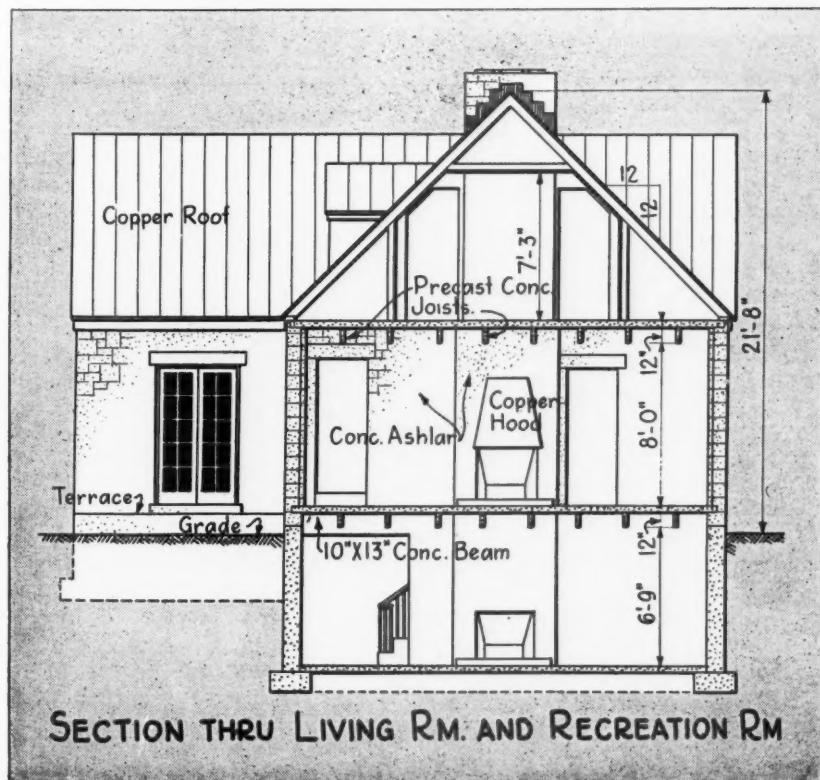 12
12
Copper Roof
7'-3"
Precast Conc.
Joists.
21'-8"
12"
Copper
Hood
Conc. Ashlar
8'-0"
Terrace
Grade
10"X13" Conc. Beam
12"
6'-9"
SECTION THRU LIVING RM. AND RECREATION RM